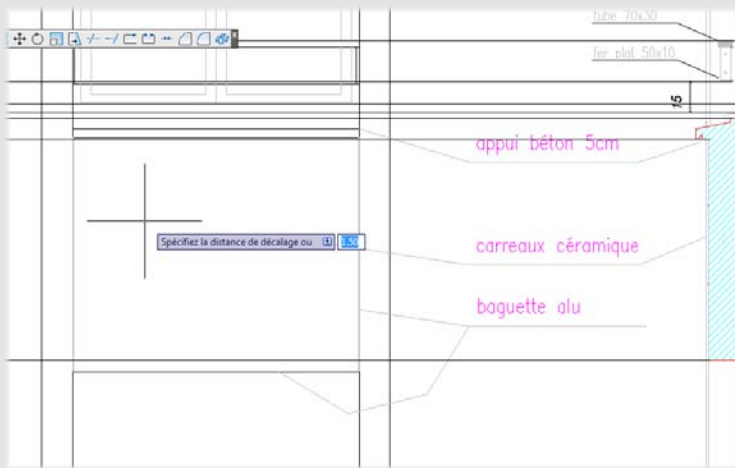 tube 70x30
fer plat 50x10
15
appui béton 5cm
Spécifiez la distance de décalage ou
carreaux céramique
baguette alu